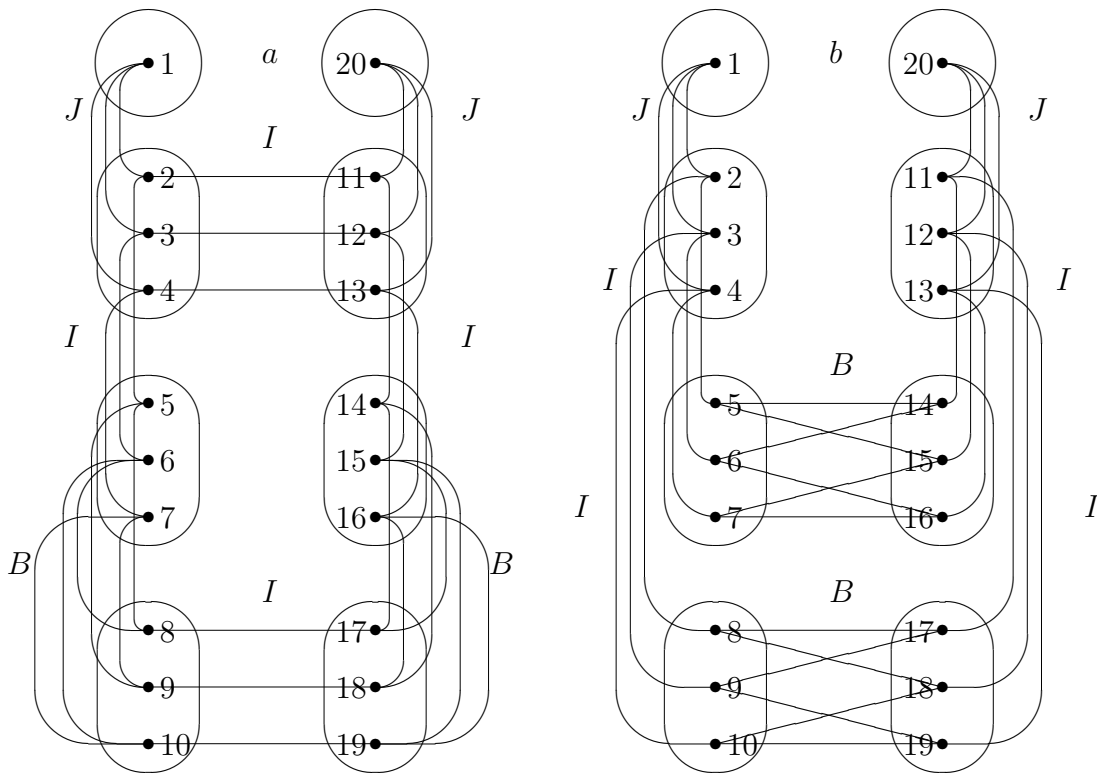 1 a 20 1 b 20
J J J J
I
2 11 2 11
3 12 3 12
4 13 4 13
I I
I I
B
5 14 5 14
6 15 6 15
7 16 7 16
I I
B B
I B
8 17 8 17
9 18 9 18
10 19 10 19